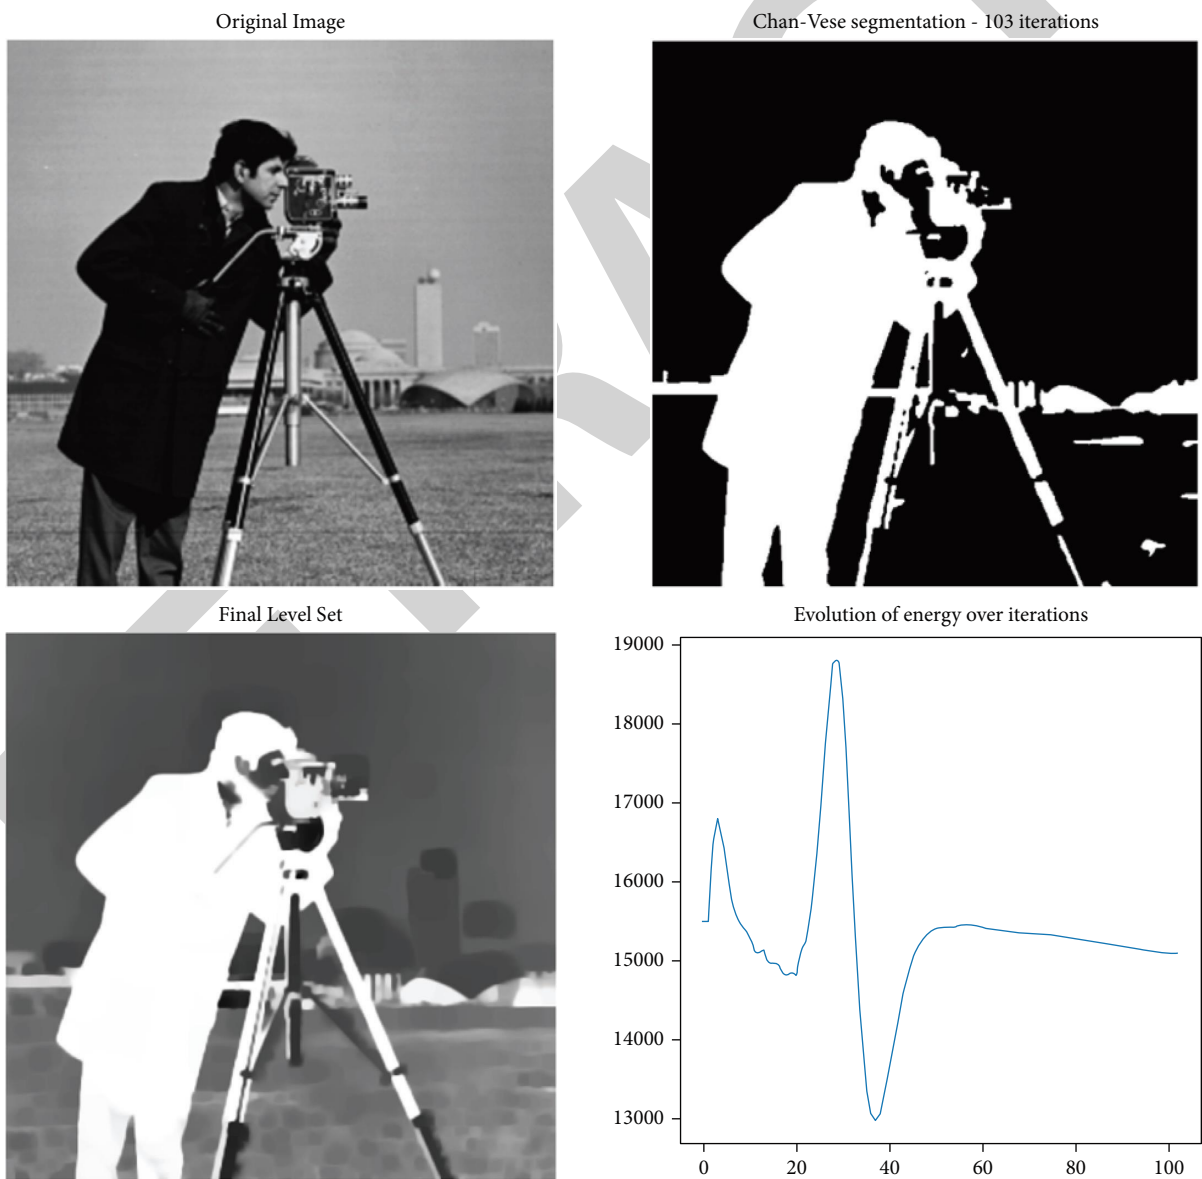 Original Image
Chan-Vese segmentation - 103 iterations
Final Level Set
Evolution of energy over iterations
19000
18000
17000
16000
15000
14000
13000
0 20 40 60 80 100